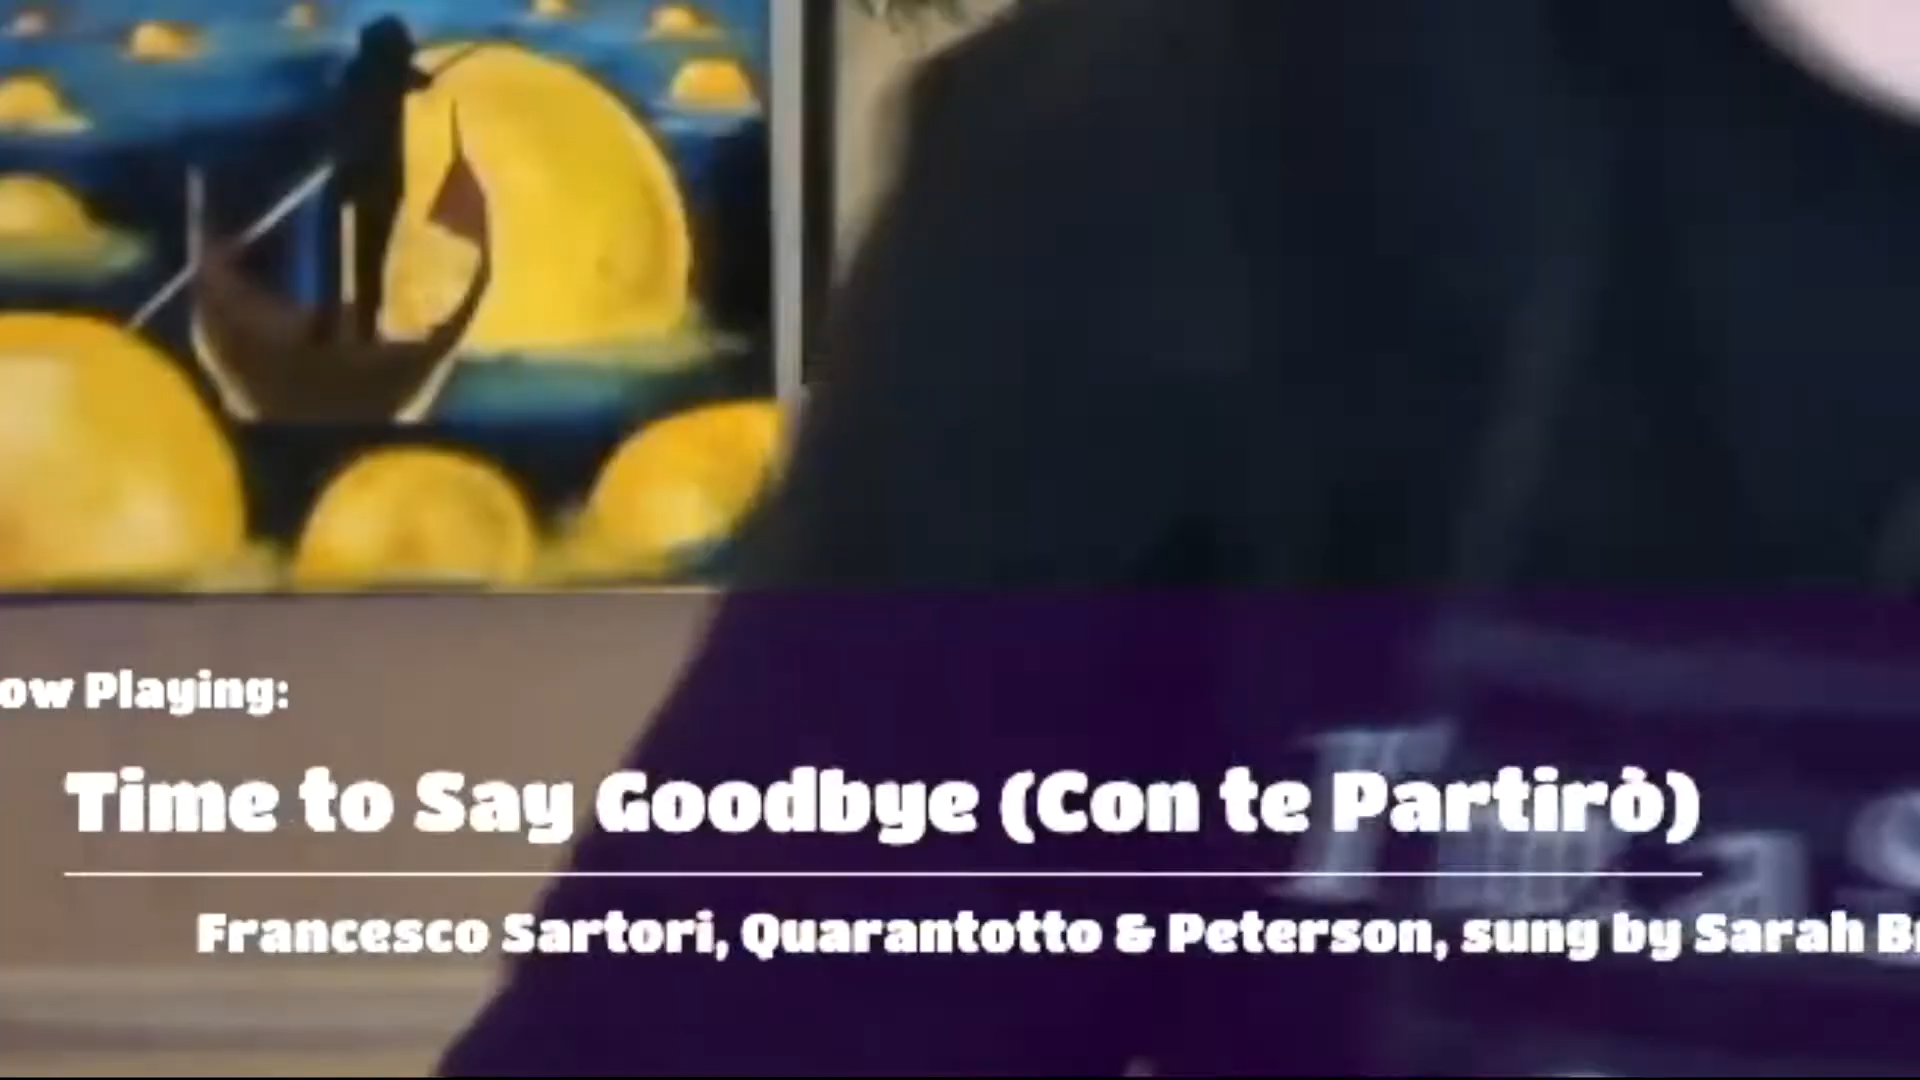 ow Playing:
Time to Say Goodbye (Con te Partirò)
Francesco Sartori, Quarantotto & Peterson, sung by Sarah